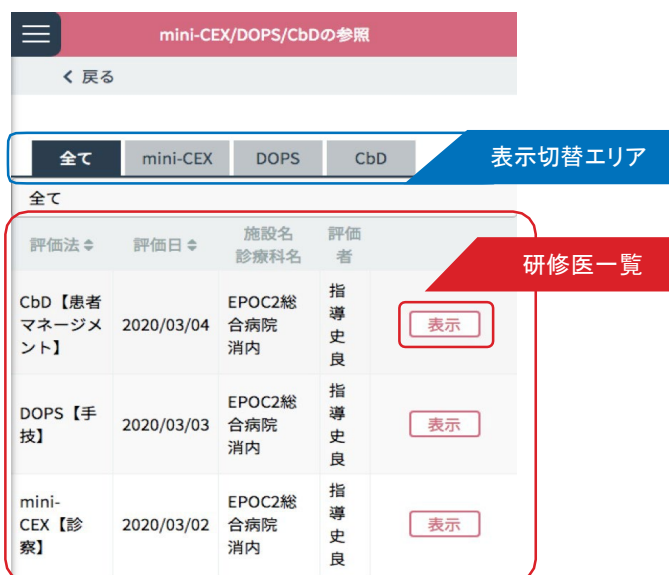 mini-CEX/DOPS/CbDの参照
戻る
全て mini-CEX DOPS CbD
表示切替エリア
全て
評価法 評価日 施設名 評価
診療科名 者
研修医一覧
CbD【患者
マネージメ
ント】
2020/03/04
EPOC2総
合病院
消内
指
導
史
良
表示
DOPS【手
技】
2020/03/03
EPOC2総
合病院
消内
指
導
史
良
表示
mini-
CEX【診
察】
2020/03/02
EPOC2総
合病院
消内
指
導
史
良
表示